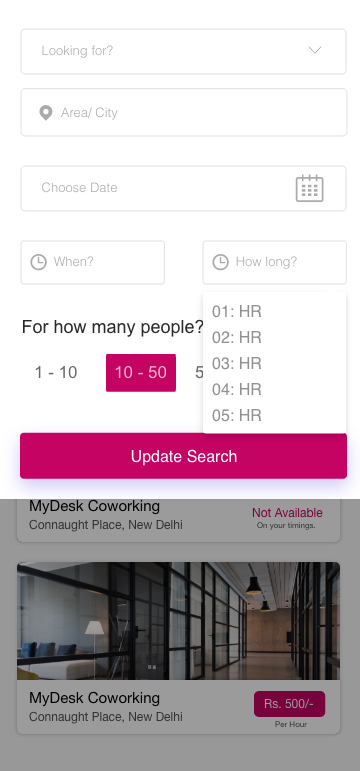 Looking for?
Area/ City
Choose Date
When?
How long?
01: HR
02: HR
03: HR
04: HR
05: HR
For how many people?
1 - 10
10 - 50
5
Update Search
MyDesk Coworking
Connaught Place, New Delhi
Not Available
On your timings.
MyDesk Coworking
Connaught Place, New Delhi
Rs. 500/-
Per Hour